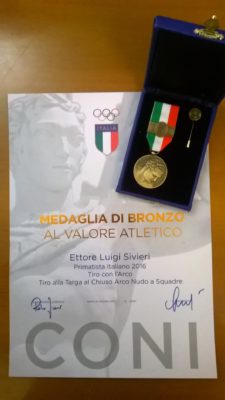 ITALIA
MEDAGLIA DI BRONZO
AL VALORE ATLETICO
Ettore Luigi Sivieri
Primatista Italiano 2016
Tiro con l'Arco
Tiro alla Targa al Chiuso Arco Nudo a Squadre
CONI